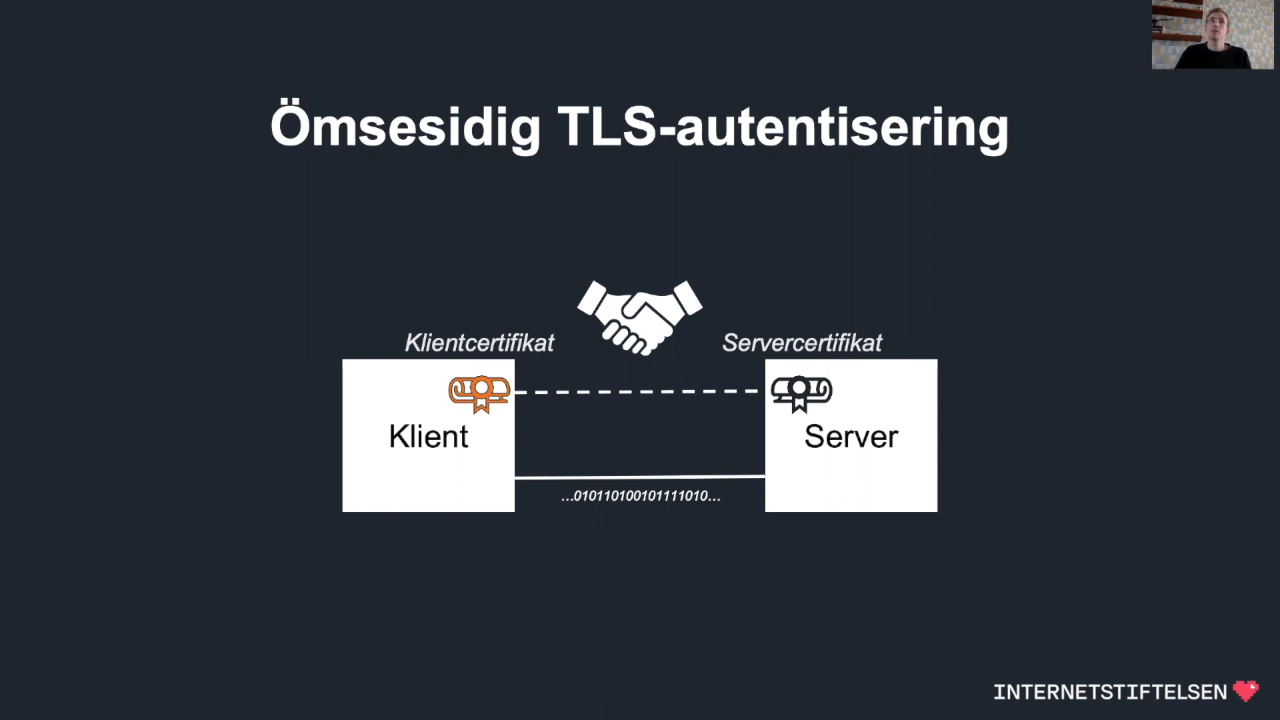 Ömsesidig TLS-autentisering
Klientcertifikat
Servercertifikat
Klient
Server
...010110100101111010...
INTERNETSTIFTELSEN